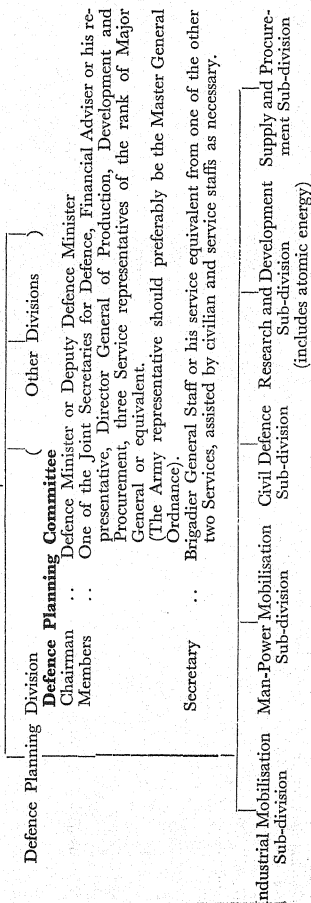 Defence Planning Division
Other Divisions
Defence Planning Committee
Chairman .. Defence Minister or Deputy Defence Minister
Members .. One of the Joint Secretaries for Defence, Financial Adviser or his re-
presentative, Director General of Production, Development and
Procurement, three Service representatives of the rank of Major
General or equivalent.
(The Army representative should preferably be the Master General
Ordnance).
Secretary .. Brigadier General Staff or his service equivalent from one of the other
two Services, assisted by civilian and service staffs as necessary.
ndustrial Mobilisation
Sub-division
Man-Power Mobilisation
Sub-division
Civil Defence
Sub-division
Research and Development
Sub-division
(includes atomic energy)
Supply and Procure-
ment Sub-division